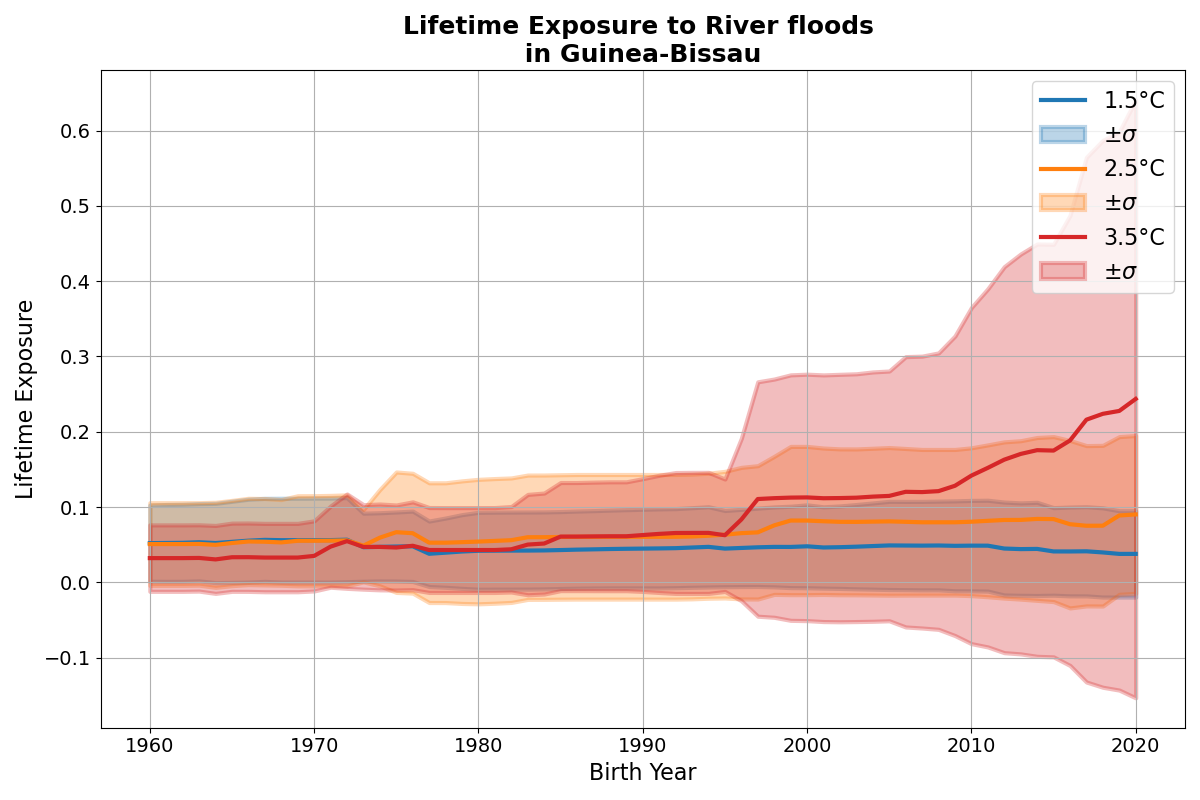 Lifetime Exposure to River floods
in Guinea-Bissau
Lifetime Exposure
0.6
0.5
0.4
0.3
0.2
0.1
0.0
−0.1
1960
1970
1980
1990
2000
2010
2020
Birth Year
1.5°C
±σ
2.5°C
±σ
3.5°C
±σ